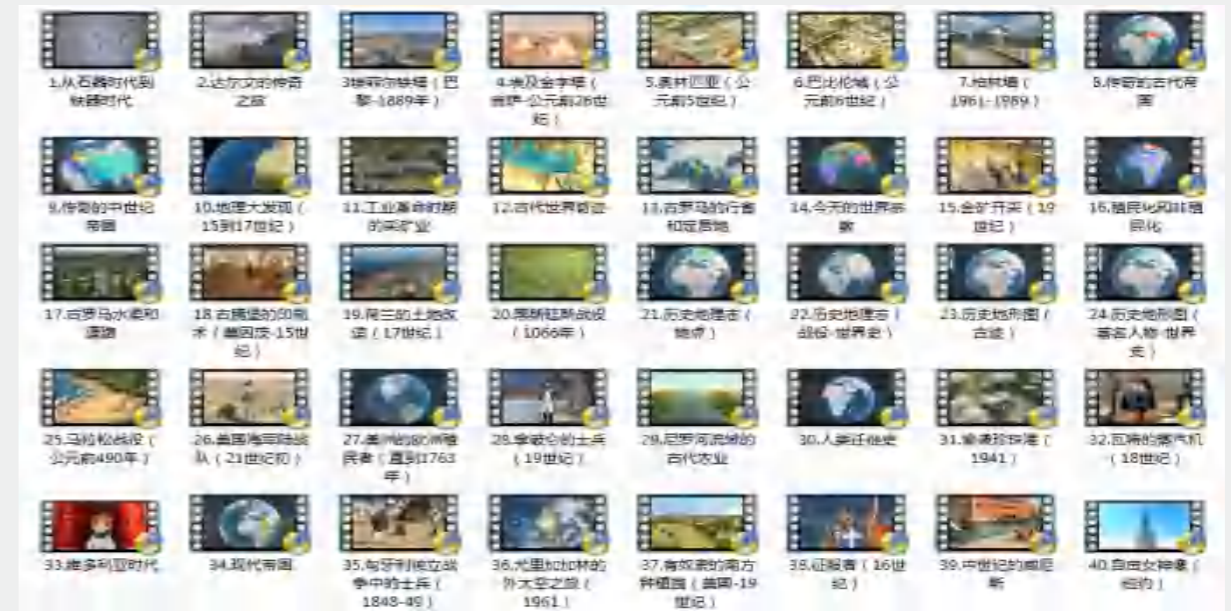 1.从石器时代到
铁器时代
2.达尔文的传奇
之旅
3埃菲尔铁塔（巴
黎-1889年）
4.埃及金字塔（
吉萨-公元前26世
纪）
5.奥林匹亚（公
元前5世纪）
6.巴比伦城（公
元前6世纪）
7.柏林墙（
1961-1989）
8.传奇的古代帝
国
9.传奇的中世纪
帝国
10.地理大发现（
15到17世纪）
11.工业革命时期
的采矿业
12.古代世界奇迹
13.古罗马的行省
和定居地
14.今天的世界宗
教
15.金矿开采（19
世纪）
16.殖民化和非殖
民化
17.古罗马水渠和
道路
18.古腾堡的印刷
术（美因茨-15世
纪）
19.荷兰的土地改
造（17世纪）
20.黑斯廷斯战役
（1066年）
21.历史地理志（
地点）
22.历史地理志（
战役-世界史）
23.历史地形图（
古迹）
24.历史地形图（
著名人物-世界
史）
25.马拉松战役（
公元前490年）
26.美国海军陆战
队（21世纪初）
27.美洲的欧洲殖
民者（直到1763
年）
28.拿破仑的士兵
（19世纪）
29.尼罗河流域的
古代农业
30.人类迁徙史
31.偷袭珍珠港（
1941）
32.瓦特的蒸汽机
（18世纪）
33.维多利亚时代
34.现代帝国
35.匈牙利独立战
争中的士兵（
1848-49）
36.尤里加加林的
外太空之旅（
1961）
37.有奴隶的南方
种植园（美国-19
世纪）
38.征服者（16世
纪）
39.中世纪的威尼
斯
40.自由女神像（
纽约）